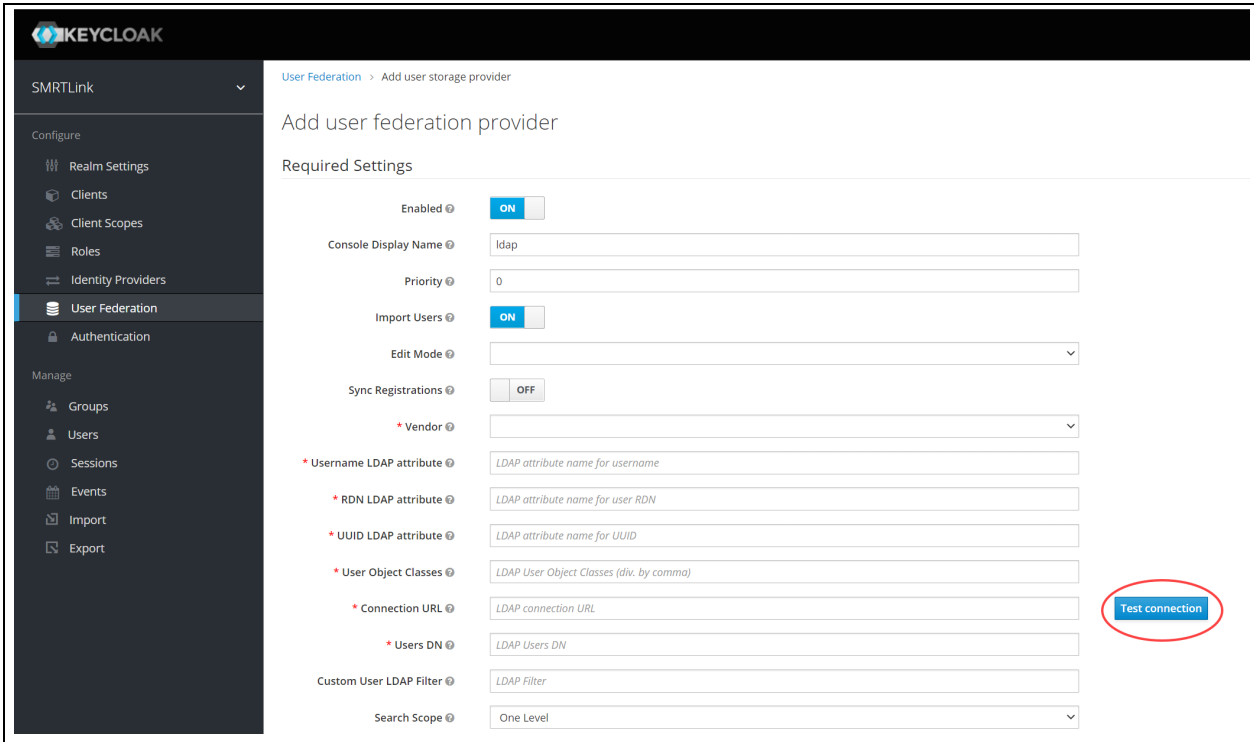 KEYCLOAK
SMRTLink
Configure
Realm Settings
Clients
Client Scopes
Roles
Identity Providers
User Federation
Authentication
Manage
Groups
Users
Sessions
Events
Import
Export
User Federation > Add user storage provider
Add user federation provider
Required Settings
Enabled ON
Console Display Name ldap
Priority 0
Import Users ON
Edit Mode
Sync Registrations OFF
* Vendor
* Username LDAP attribute LDAP attribute name for username
* RDN LDAP attribute LDAP attribute name for user RDN
* UUID LDAP attribute LDAP attribute name for UUID
* User Object Classes LDAP User Object Classes (div. by comma)
* Connection URL LDAP connection URL Test connection
* Users DN LDAP Users DN
Custom User LDAP Filter LDAP Filter
Search Scope One Level